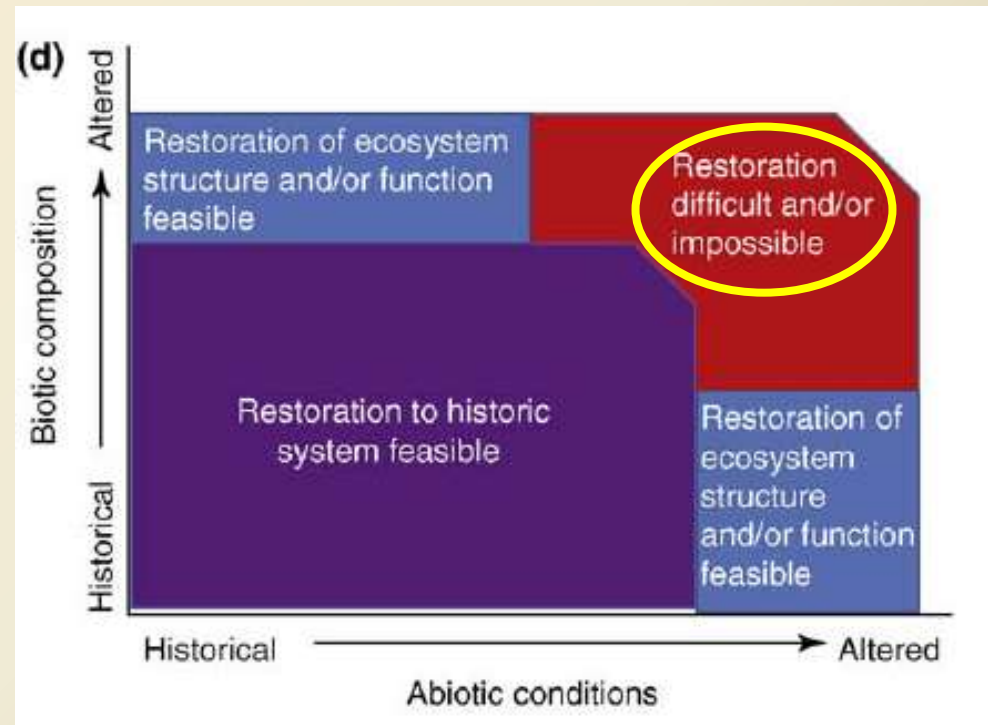 (d)
Altered
Biotic composition
Historical
Restoration of ecosystem
structure and/or function
feasible
Restoration
difficult and/or
impossible
Restoration to historic
system feasible
Restoration of
ecosystem
structure
and/or function
feasible
Historical
Altered
Abiotic conditions